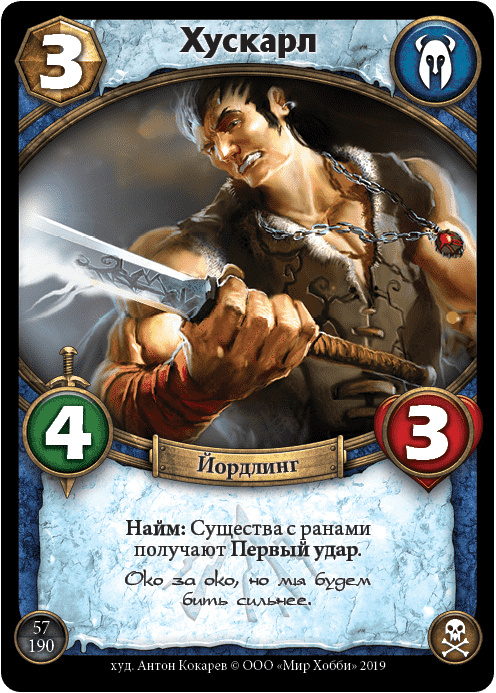 Хускарл
3
4
3
Йордлинг
Найм: Существа с ранами
получают Первый удар.
Око за око, но мы будем
бить сильнее.
57
190
худ. Антон Кокарев © ООО «Мир Хобби» 2019